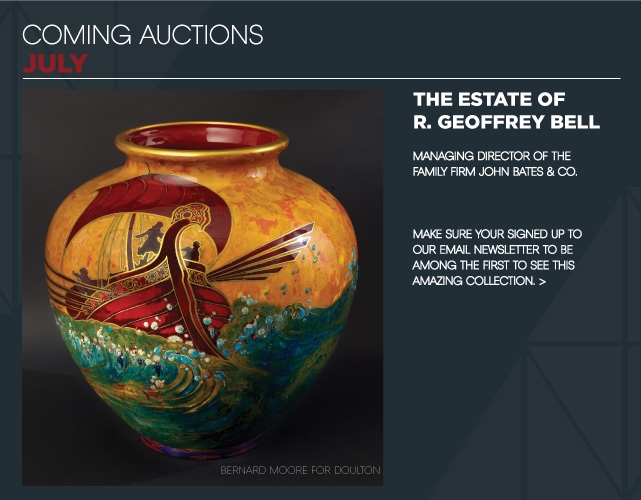 COMING AUCTIONS
JULY
THE ESTATE OF
R. GEOFFREY BELL
MANAGING DIRECTOR OF THE
FAMILY FIRM JOHN BATES & CO.
MAKE SURE YOUR SIGNED UP TO
OUR EMAIL NEWSLETTER TO BE
AMONG THE FIRST TO SEE THIS
AMAZING COLLECTION. >
BERNARD MOORE FOR DOULTON